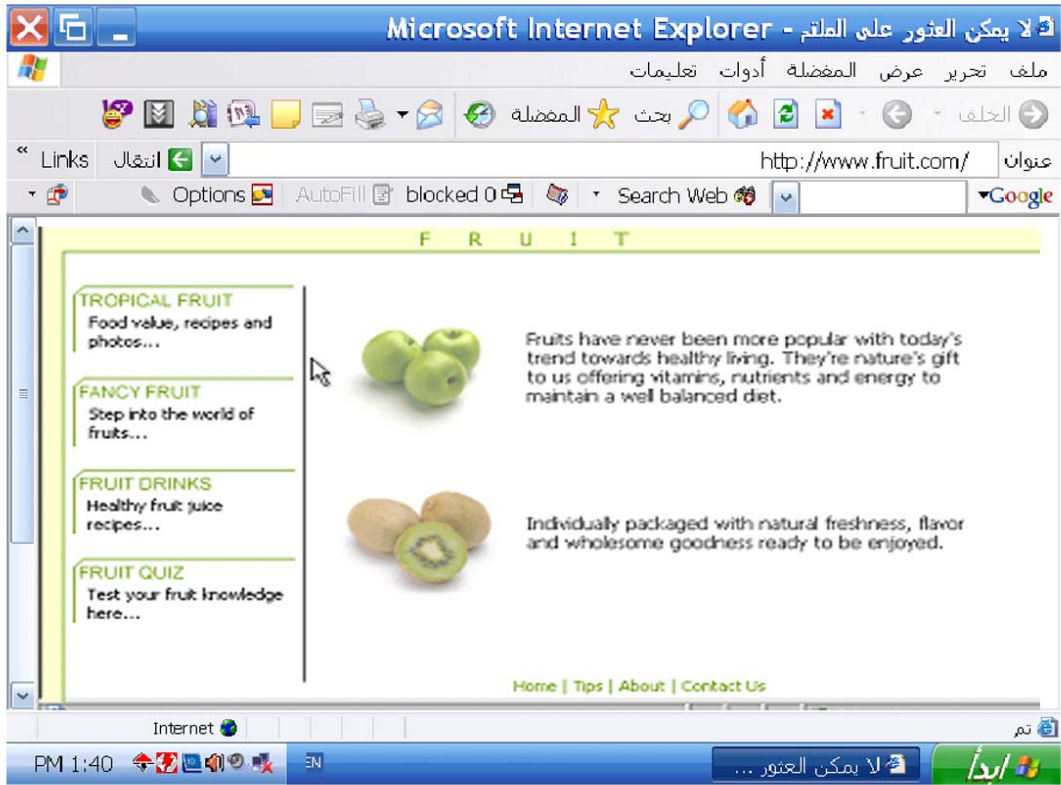 لا يمكن العثور على الملتم - Microsoft Internet Explorer
ملف تحرير عرض المفضلة أدوات تعليمات
الخلف بحث المفضلة
عنوان http://www.fruit.com/ انتقال Links «
Google Search Web blocked 0 AutoFill Options
F R U I T
TROPICAL FRUIT
Food value, recipes and
photos...
FANCY FRUIT
Step into the world of
fruits...
FRUIT DRINKS
Healthy fruit juice
recipes...
FRUIT QUIZ
Test your fruit knowledge
here...
Fruits have never been more popular with today's
trend towards healthy living. They're nature's gift
to us offering vitamins, nutrients and energy to
maintain a well balanced diet.
Individually packaged with natural freshness, flavor
and wholesome goodness ready to be enjoyed.
Home | Tips | About | Contact Us
تم Internet
ابدأ لا يمكن العثور ... EN PM 1:40